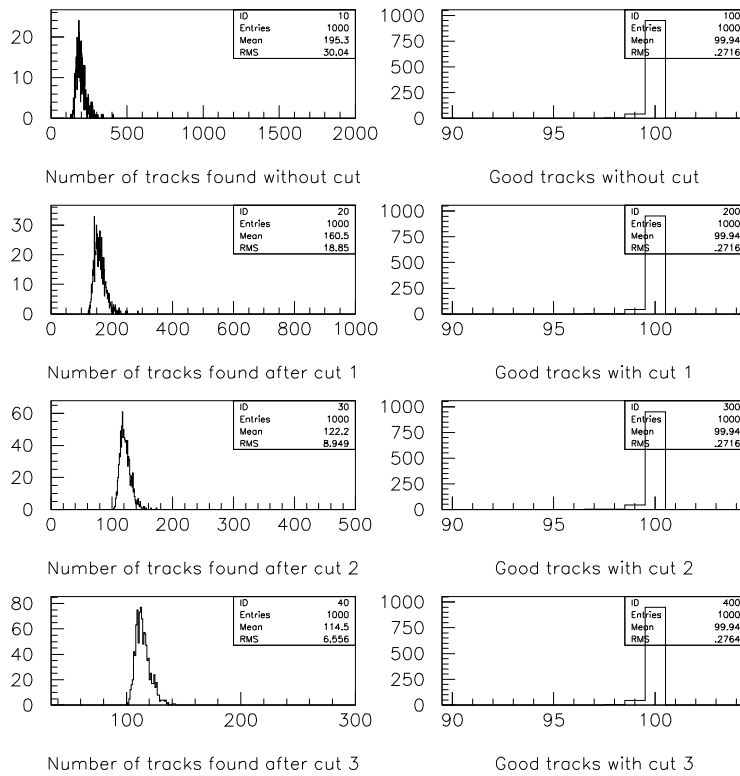 ID 10
Entries 1000
Mean 195.3
RMS 30.04
20
10
0
0 500 1000 1500 2000
Number of tracks found without cut
ID 100
Entries 1000
Mean 99.94
RMS .2716
1000
750
500
250
0
90 95 100
Good tracks without cut
ID 20
Entries 1000
Mean 160.5
RMS 18.85
30
20
10
0
0 200 400 600 800 1000
Number of tracks found after cut 1
ID 200
Entries 1000
Mean 99.94
RMS .2716
1000
750
500
250
0
90 95 100
Good tracks with cut 1
ID 30
Entries 1000
Mean 122.2
RMS 8.949
60
40
20
0
0 100 200 300 400 500
Number of tracks found after cut 2
ID 300
Entries 1000
Mean 99.94
RMS .2716
1000
750
500
250
0
90 95 100
Good tracks with cut 2
ID 40
Entries 1000
Mean 114.5
RMS 6.556
80
60
40
20
0
100 200 300
Number of tracks found after cut 3
ID 400
Entries 1000
Mean 99.94
RMS .2764
1000
750
500
250
0
90 95 100
Good tracks with cut 3